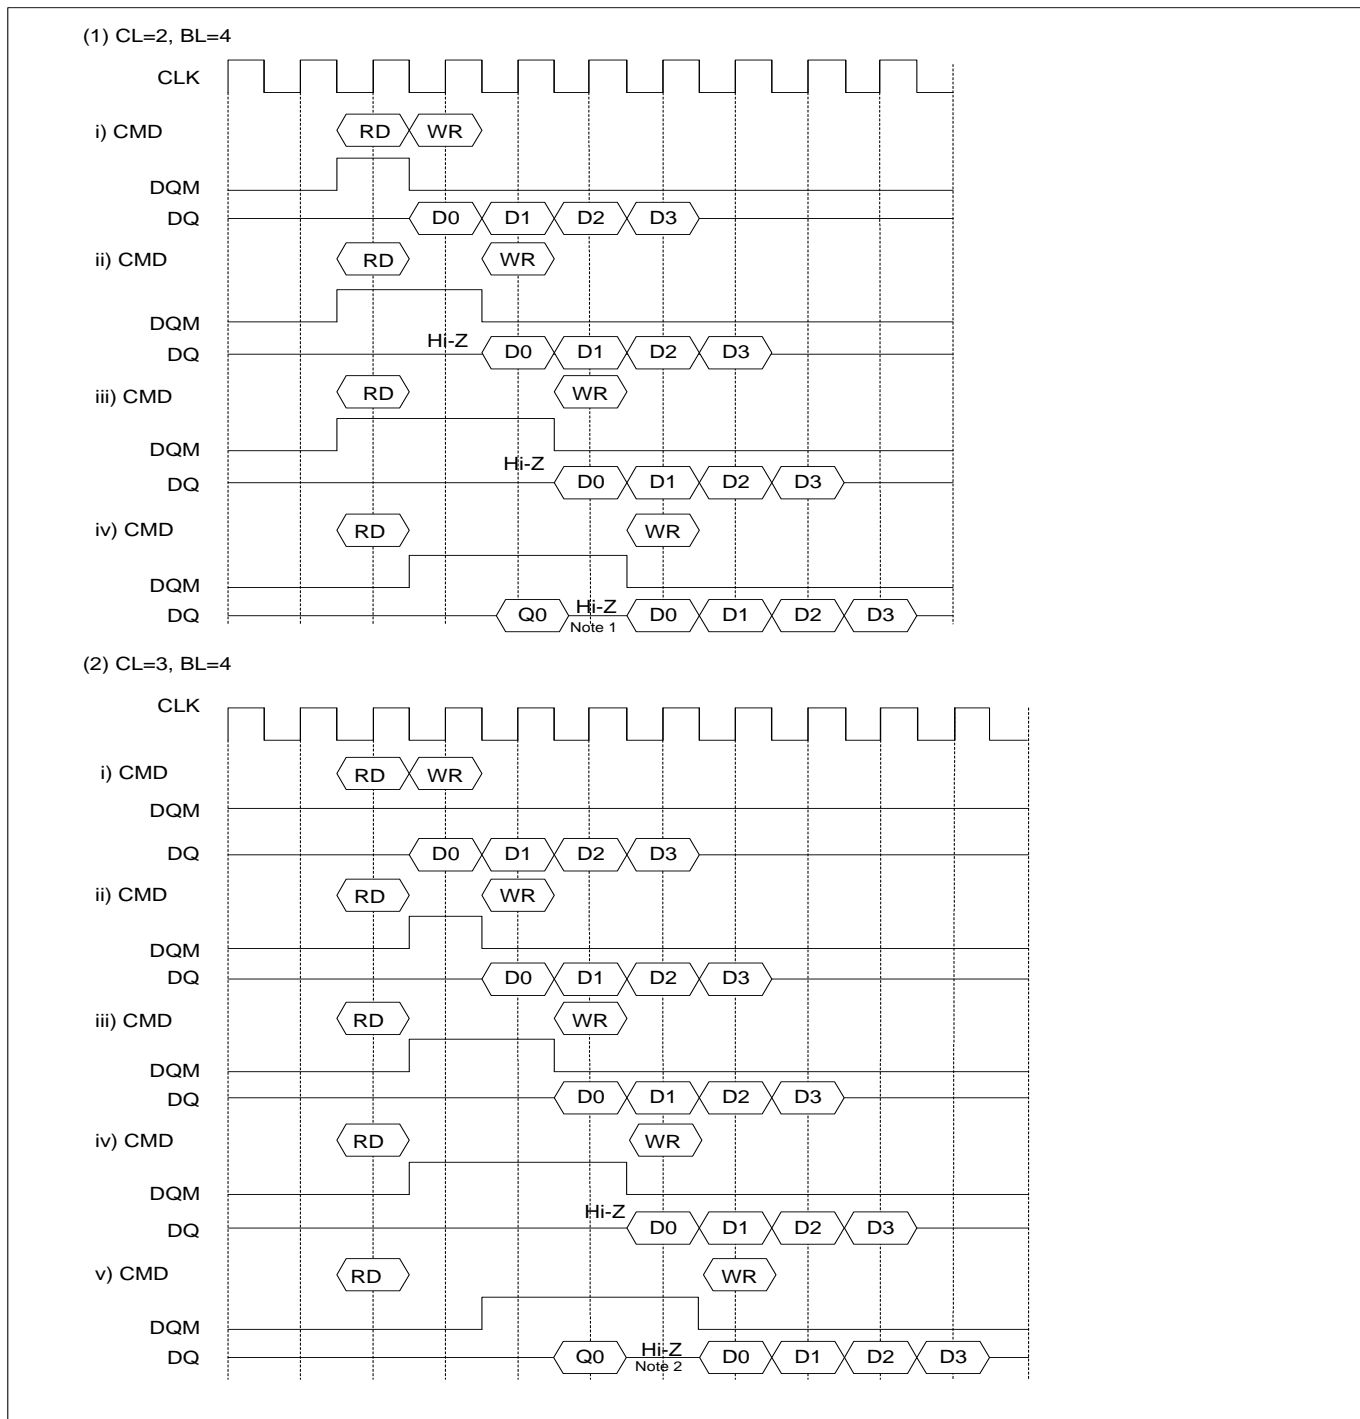 (1) CL=2, BL=4
CLK
i) CMD RD WR
DQM
DQ D0 D1 D2 D3
ii) CMD RD WR
DQM
Hi-Z
DQ D0 D1 D2 D3
iii) CMD RD WR
DQM
Hi-Z
DQ D0 D1 D2 D3
iv) CMD RD WR
DQM
DQ Q0 Hi-Z D0 D1 D2 D3
Note 1
(2) CL=3, BL=4
CLK
i) CMD RD WR
DQM
DQ D0 D1 D2 D3
ii) CMD RD WR
DQM
DQ D0 D1 D2 D3
iii) CMD RD WR
DQM
DQ D0 D1 D2 D3
iv) CMD RD WR
DQM
Hi-Z
DQ D0 D1 D2 D3
v) CMD RD WR
DQM
DQ Q0 Hi-Z D0 D1 D2 D3
Note 2